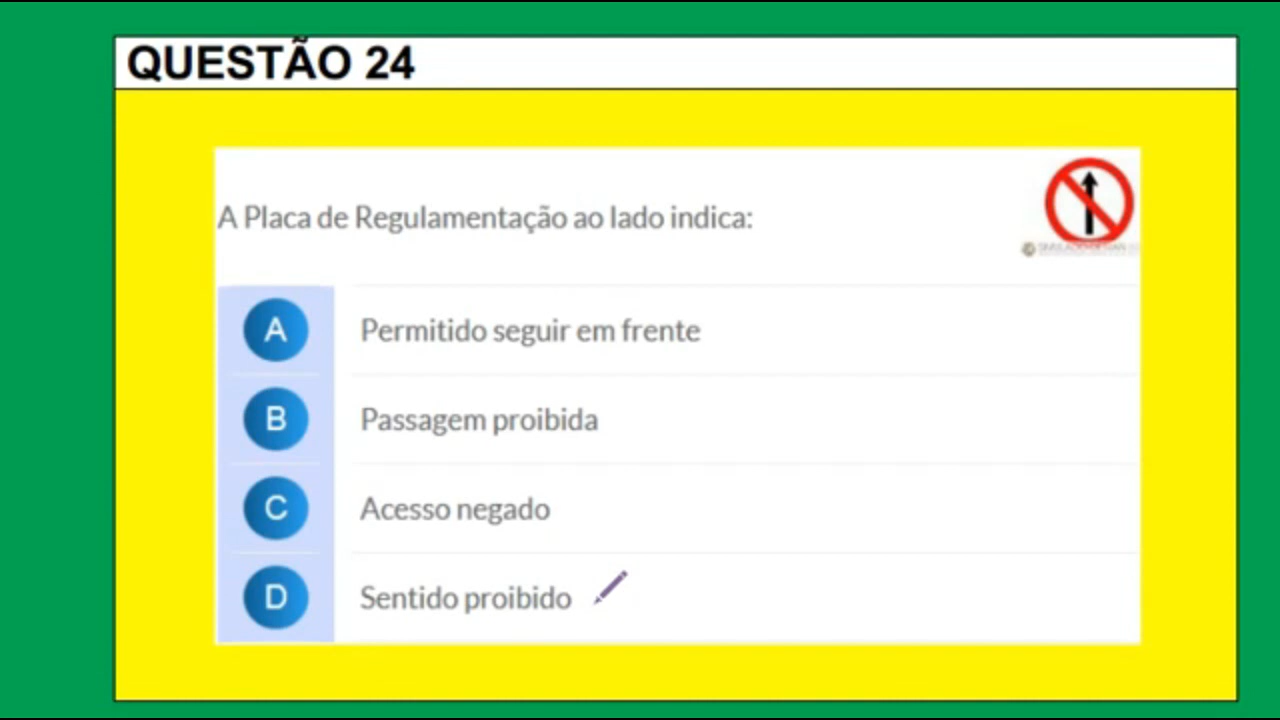 QUESTÃO 24
A Placa de Regulamentação ao lado indica:
A Permitido seguir em frente
B Passagem proibida
C Acesso negado
D Sentido proibido